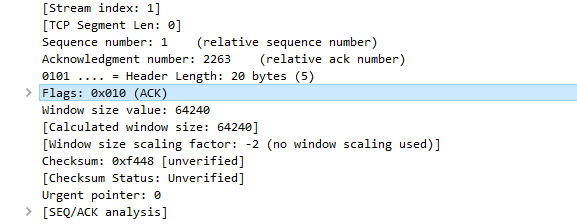 [Stream index: 1]
[TCP Segment Len: 0]
Sequence number: 1    (relative sequence number)
Acknowledgment number: 2263    (relative ack number)
0101 .... = Header Length: 20 bytes (5)
Flags: 0x010 (ACK)
Window size value: 64240
[Calculated window size: 64240]
[Window size scaling factor: -2 (no window scaling used)]
Checksum: 0xf448 [unverified]
[Checksum Status: Unverified]
Urgent pointer: 0
[SEQ/ACK analysis]